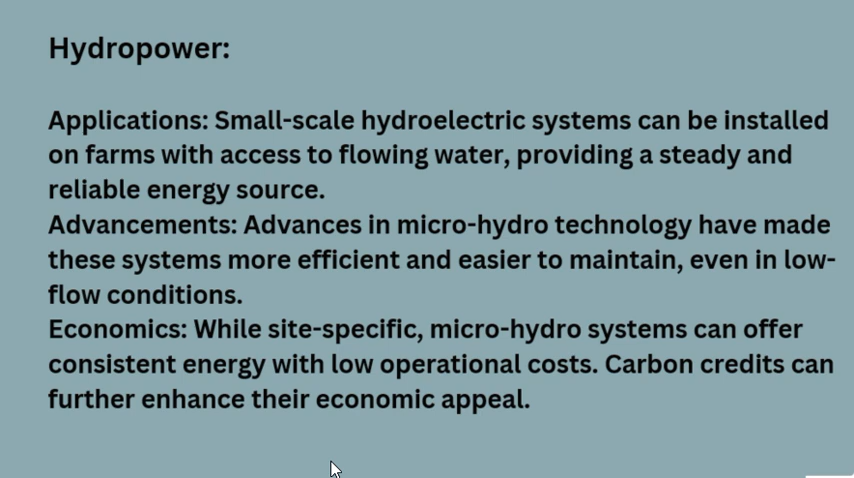 Hydropower:
Applications: Small-scale hydroelectric systems can be installed
on farms with access to flowing water, providing a steady and
reliable energy source.
Advancements: Advances in micro-hydro technology have made
these systems more efficient and easier to maintain, even in low-
flow conditions.
Economics: While site-specific, micro-hydro systems can offer
consistent energy with low operational costs. Carbon credits can
further enhance their economic appeal.